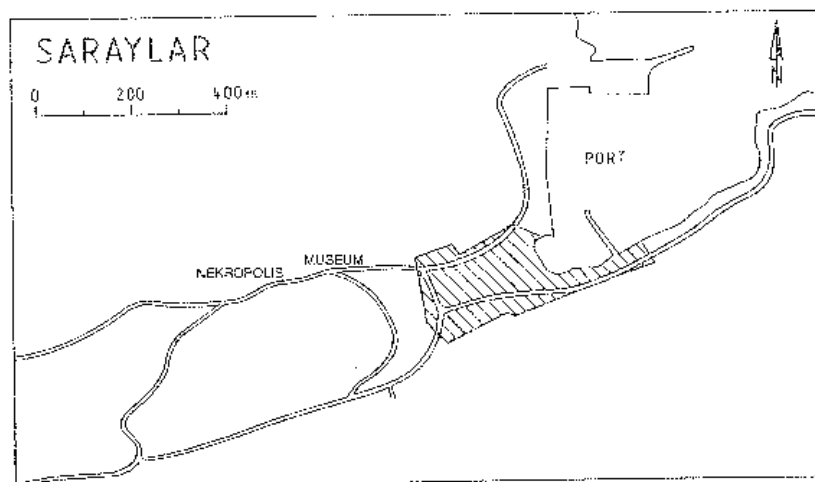 SARAYLAR
0 200 400 m
PORT
MUSEUM
NEKROPOLIS